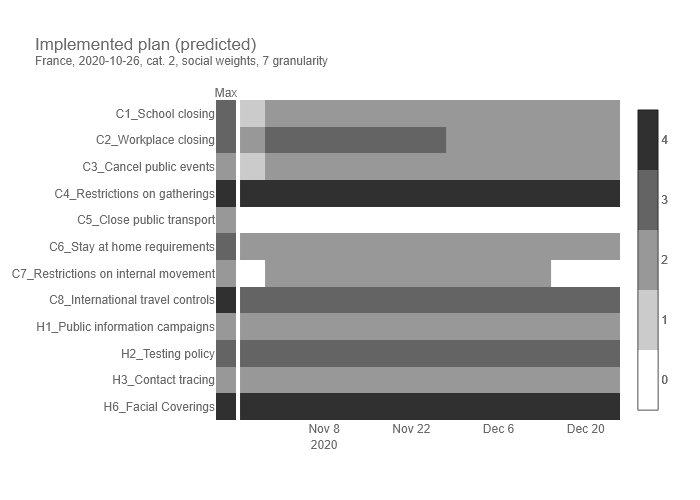 Implemented plan (predicted)
France, 2020-10-26, cat. 2, social weights, 7 granularity
Max
C1_School closing
C2_Workplace closing
C3_Cancel public events
C4_Restrictions on gatherings
C5_Close public transport
C6_Stay at home requirements
C7_Restrictions on internal movement
C8_International travel controls
H1_Public information campaigns
H2_Testing policy
H3_Contact tracing
H6_Facial Coverings
4
3
2
1
0
Nov 8
2020
Nov 22
Dec 6
Dec 20